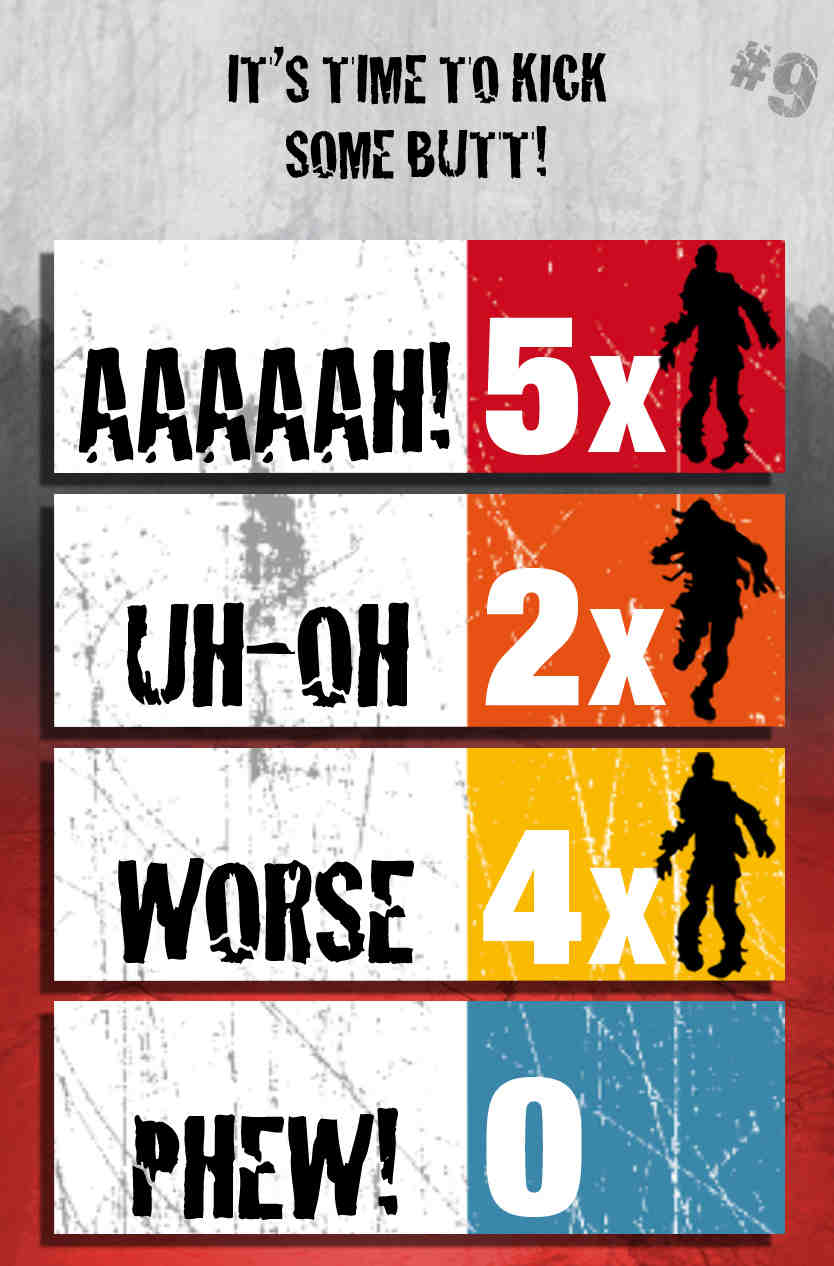 IT'S TIME TO KICK
SOME BUTT!
#9
AAAAAH! 5x
UH-OH 2x
WORSE 4x
PHEW! 0